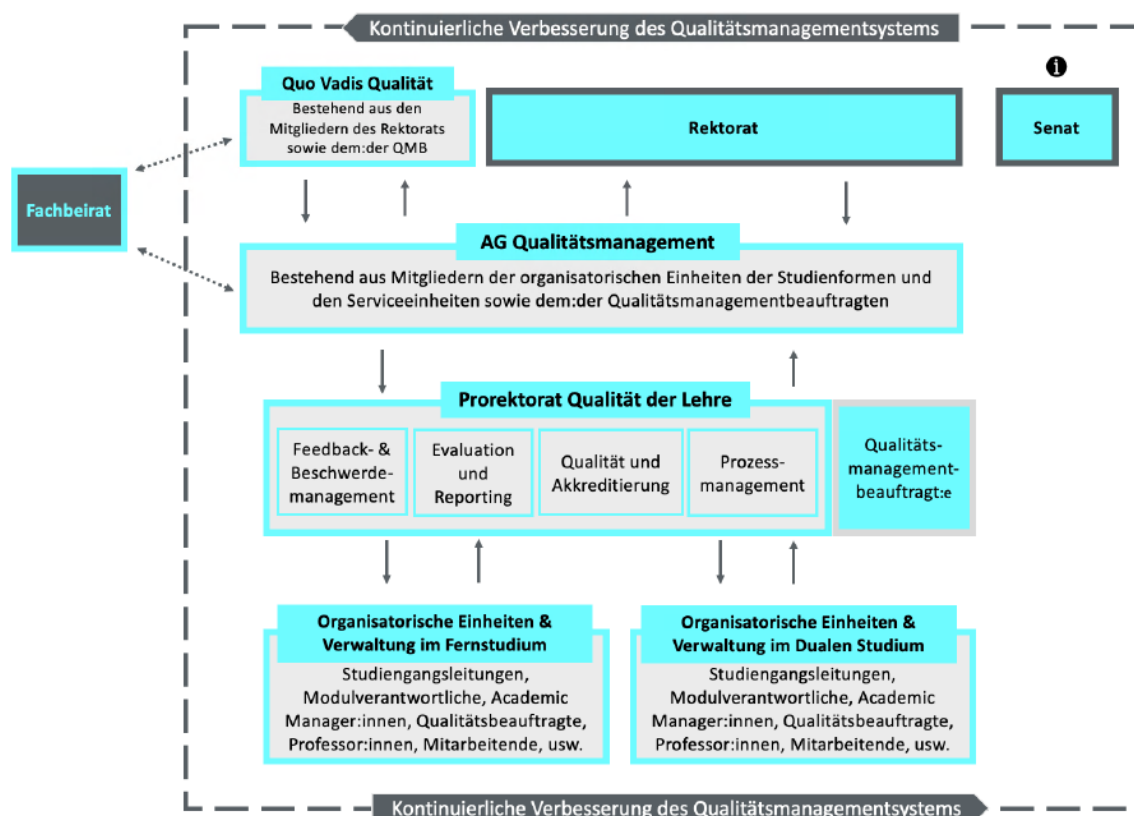 Kontinuierliche Verbesserung des Qualitätsmanagementsystems
Quo Vadis Qualität
Bestehend aus den
Mitgliedern des Rektorats
sowie dem:der QMB
Rektorat
i
Senat
Fachbeirat
AG Qualitätsmanagement
Bestehend aus Mitgliedern der organisatorischen Einheiten der Studienformen und
den Serviceeinheiten sowie dem:der Qualitätsmanagementbeauftragten
Prorektorat Qualität der Lehre
Feedback- &
Beschwerde-
management
Evaluation
und
Reporting
Qualität und
Akkreditierung
Prozess-
management
Qualitäts-
management-
beauftragt:e
Organisatorische Einheiten &
Verwaltung im Fernstudium
Studiengangsleitungen,
Modulverantwortliche, Academic
Manager:innen, Qualitätsbeauftragte,
Professor:innen, Mitarbeitende, usw.
Organisatorische Einheiten &
Verwaltung im Dualen Studium
Studiengangsleitungen,
Modulverantwortliche, Academic
Manager:innen, Qualitätsbeauftragte,
Professor:innen, Mitarbeitende, usw.
Kontinuierliche Verbesserung des Qualitätsmanagementsystems